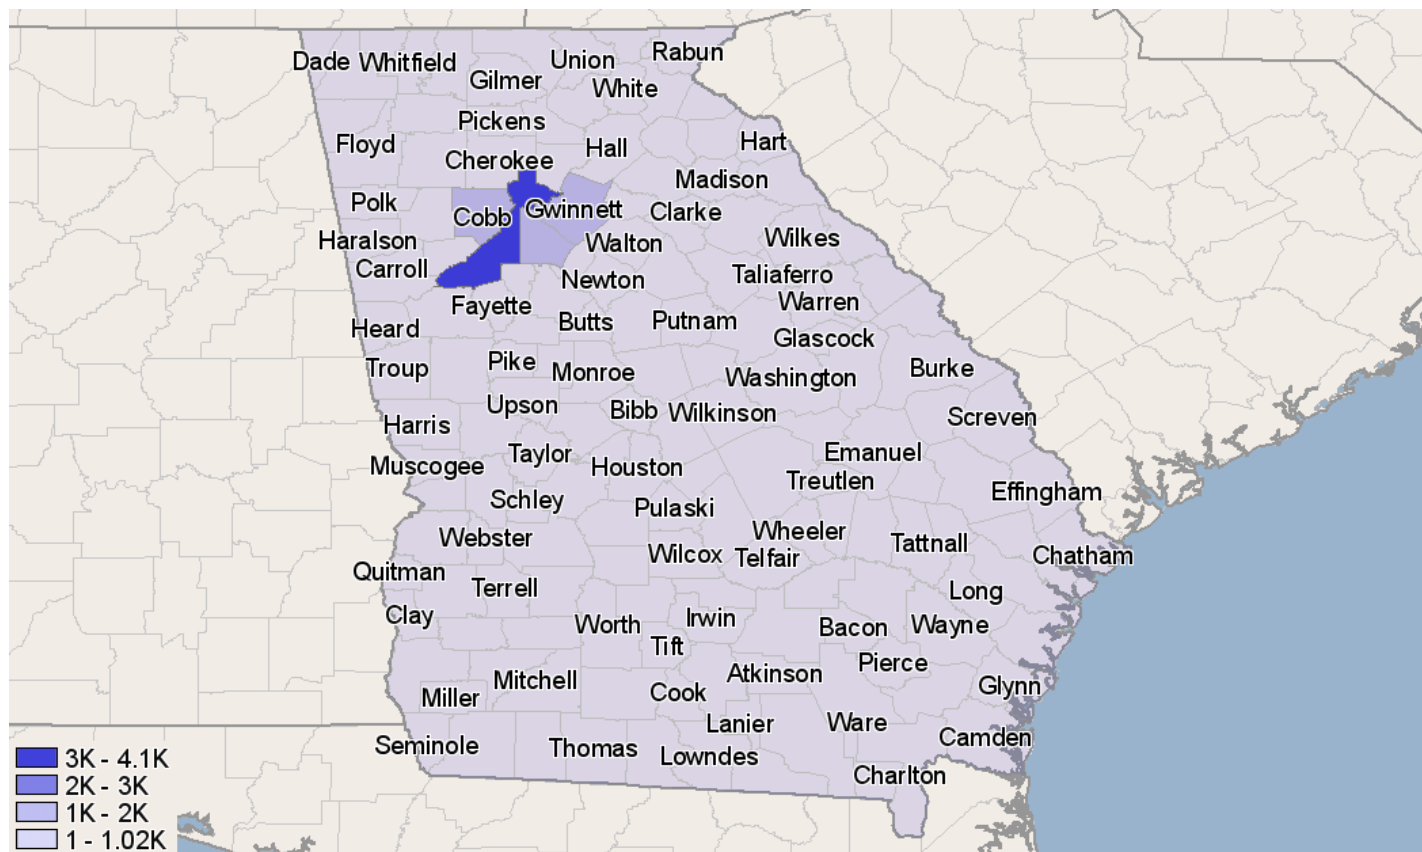 Rabun
Union
Dade
Whitfield
Gilmer
White
Pickens
Hart
Floyd
Hall
Cherokee
Madison
Polk
Gwinnett
Clarke
Cobb
Wilkes
Haralson
Walton
Carroll
Taliaferro
Newton
Warren
Fayette
Putnam
Butts
Heard
Glascock
Pike
Troup
Burke
Monroe
Washington
Upson
Bibb
Wilkinson
Screven
Harris
Emanuel
Taylor
Muscogee
Houston
Treutlen
Effingham
Schley
Pulaski
Wheeler
Webster
Tattnall
Wilcox
Telfair
Chatham
Quitman
Terrell
Long
Clay
Irwin
Worth
Wayne
Bacon
Tift
Pierce
Atkinson
Mitchell
Glynn
Cook
Miller
Ware
Lanier
Camden
Seminole
Thomas
Lowndes
Charlton
3K - 4.1K
2K - 3K
1K - 2K
1 - 1.02K